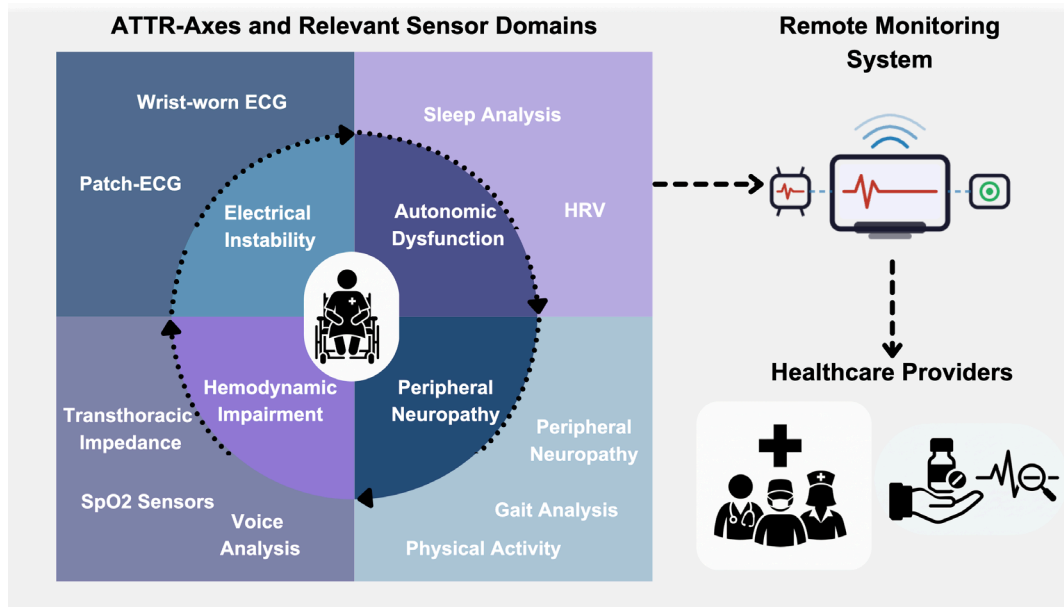 ATTR-Axes and Relevant Sensor Domains
Remote Monitoring
System
Wrist-worn ECG
Patch-ECG
Electrical
Instability
Sleep Analysis
HRV
Autonomic
Dysfunction
Hemodynamic
Impairment
Transthoracic
Impedance
SpO2 Sensors
Voice
Analysis
Peripheral
Neuropathy
Peripheral
Neuropathy
Gait Analysis
Physical Activity
Healthcare Providers